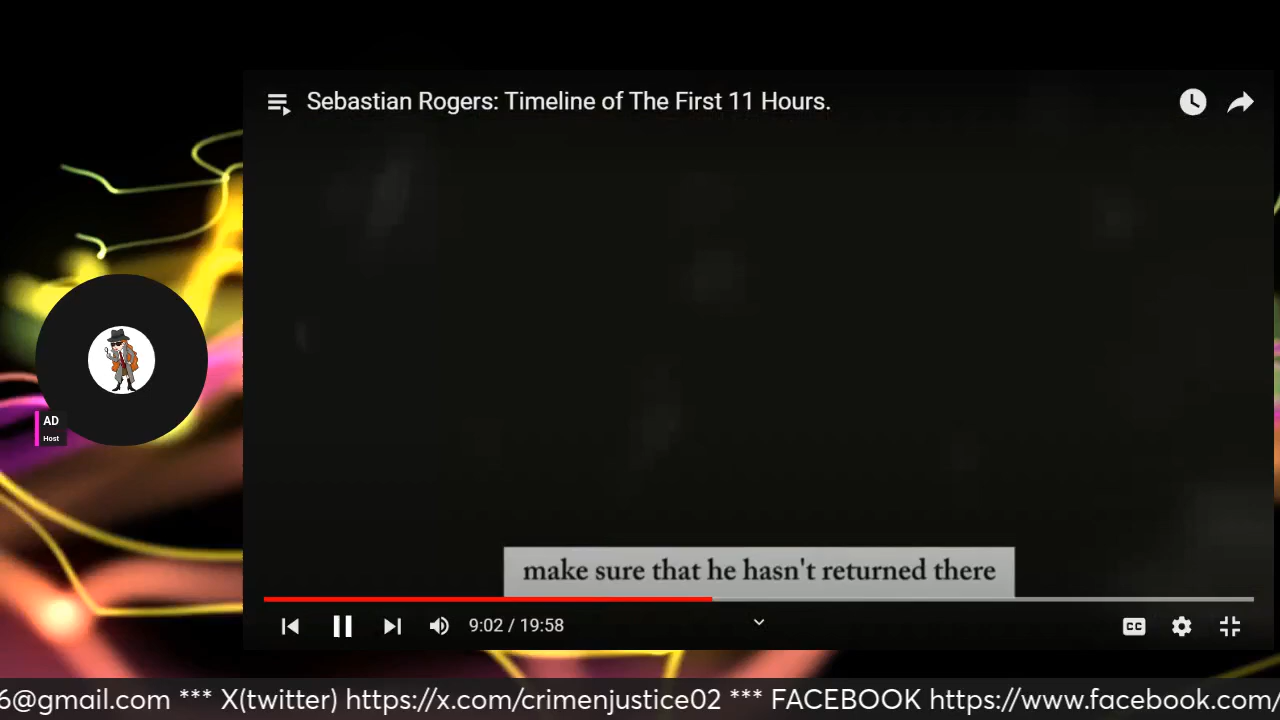 Sebastian Rogers: Timeline of The First 11 Hours.
AD
Host
make sure that he hasn't returned there
9:02 / 19:58
CC
6@gmail.com *** X(twitter) https://x.com/crimenjustice02 *** FACEBOOK https://www.facebook.com/